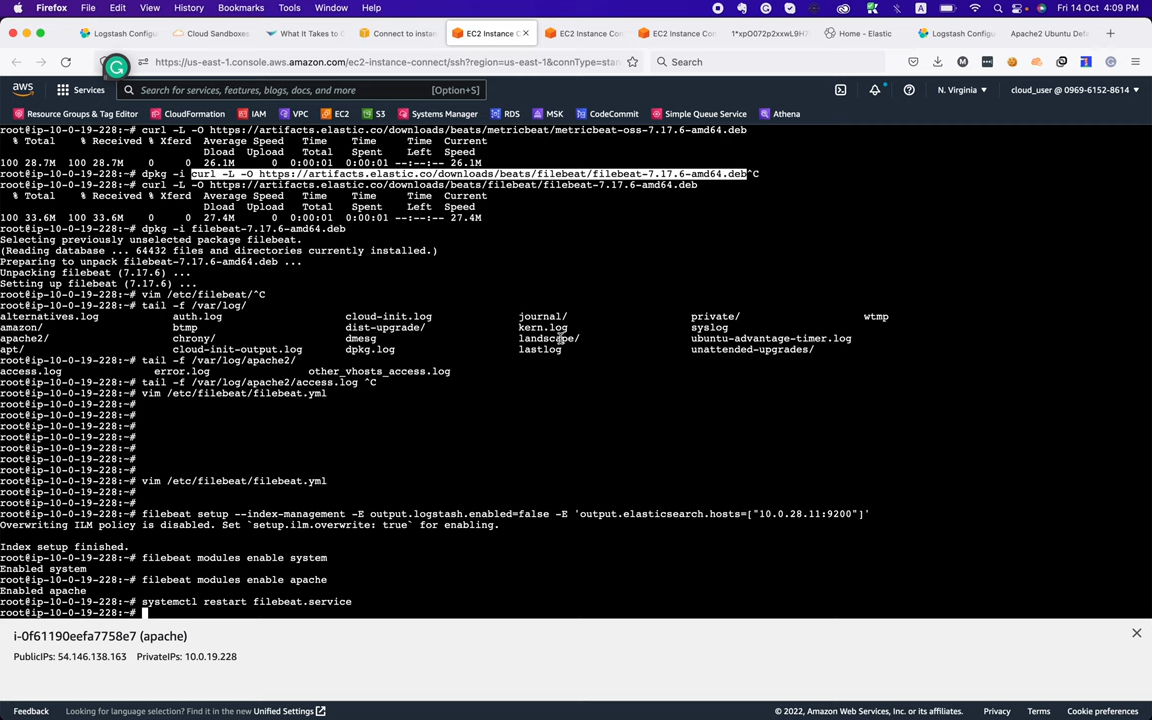 Firefox File Edit View History Bookmarks Tools Window Help Fri 14 Oct 4:09 PM
Logstash Configu Cloud Sandboxes What It Takes to C Connect to instan EC2 Instance C EC2 Instance Con EC2 Instance Con 1*xpO072p2xxwL9H7 Home - Elastic Logstash Configu Apache2 Ubuntu Def
https://us-east-1.console.aws.amazon.com/ec2-instance-connect/ssh?region=us-east-1&connType=stan Search
aws Services Search for services, features, blogs, docs, and more [Option+S] N. Virginia cloud_user @ 0969-6152-8614
Resource Groups & Tag Editor CloudFormation IAM VPC EC2 S3 Systems Manager RDS MSK CodeCommit Simple Queue Service Athena
root@ip-10-0-19-228:~# curl -L -O https://artifacts.elastic.co/downloads/beats/metricbeat/metricbeat-oss-7.17.6-amd64.deb
% Total % Received % Xferd Average Speed Time Time Time Current
Dload Upload Total Spent Left Speed
100 28.7M 100 28.7M 0 0 26.1M 0 0:00:01 0:00:01 --:--:-- 26.1M
root@ip-10-0-19-228:~# dpkg -i curl -L -O https://artifacts.elastic.co/downloads/beats/filebeat/filebeat-7.17.6-amd64.deb^C
root@ip-10-0-19-228:~# curl -L -O https://artifacts.elastic.co/downloads/beats/filebeat/filebeat-7.17.6-amd64.deb
% Total % Received % Xferd Average Speed Time Time Time Current
Dload Upload Total Spent Left Speed
100 33.6M 100 33.6M 0 0 27.4M 0 0:00:01 0:00:01 --:--:-- 27.4M
root@ip-10-0-19-228:~# dpkg -i filebeat-7.17.6-amd64.deb
Selecting previously unselected package filebeat.
(Reading database ... 64432 files and directories currently installed.)
Preparing to unpack filebeat-7.17.6-amd64.deb ...
Unpacking filebeat (7.17.6) ...
Setting up filebeat (7.17.6) ...
root@ip-10-0-19-228:~# vim /etc/filebeat/^C
root@ip-10-0-19-228:~# tail -f /var/log/
alternatives.log auth.log cloud-init.log journal/ private/ wtmp
amazon/ btmp dist-upgrade/ kern.log syslog
apache2/ chrony/ dmesg landscape/ ubuntu-advantage-timer.log
apt/ cloud-init-output.log dpkg.log lastlog unattended-upgrades/
root@ip-10-0-19-228:~# tail -f /var/log/apache2/
access.log error.log other_vhosts_access.log
root@ip-10-0-19-228:~# tail -f /var/log/apache2/access.log ^C
root@ip-10-0-19-228:~# vim /etc/filebeat/filebeat.yml
root@ip-10-0-19-228:~#
root@ip-10-0-19-228:~#
root@ip-10-0-19-228:~#
root@ip-10-0-19-228:~#
root@ip-10-0-19-228:~#
root@ip-10-0-19-228:~#
root@ip-10-0-19-228:~#
root@ip-10-0-19-228:~# vim /etc/filebeat/filebeat.yml
root@ip-10-0-19-228:~#
root@ip-10-0-19-228:~#
root@ip-10-0-19-228:~# filebeat setup --index-management -E output.logstash.enabled=false -E 'output.elasticsearch.hosts=["10.0.28.11:9200"]'
Overwriting ILM policy is disabled. Set `setup.ilm.overwrite: true` for enabling.
Index setup finished.
root@ip-10-0-19-228:~# filebeat modules enable system
Enabled system
root@ip-10-0-19-228:~# filebeat modules enable apache
Enabled apache
root@ip-10-0-19-228:~# systemctl restart filebeat.service
root@ip-10-0-19-228:~#
i-0f61190eefa7758e7 (apache)
PublicIPs: 54.146.138.163 PrivateIPs: 10.0.19.228
Feedback Looking for language selection? Find it in the new Unified Settings © 2022, Amazon Web Services, Inc. or its affiliates. Privacy Terms Cookie preferences